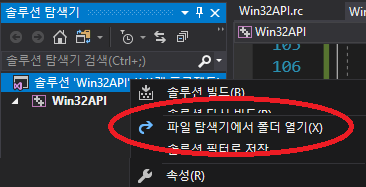 솔루션 탐색기
Win32API.rc
Win32API
솔루션 탐색기 검색(Ctrl+;)
105
106
솔루션 'Win32API'
Win32API
솔루션 빌드(B)
파일 탐색기에서 폴더 열기(X)
솔루션 필터로 저장
속성(R)